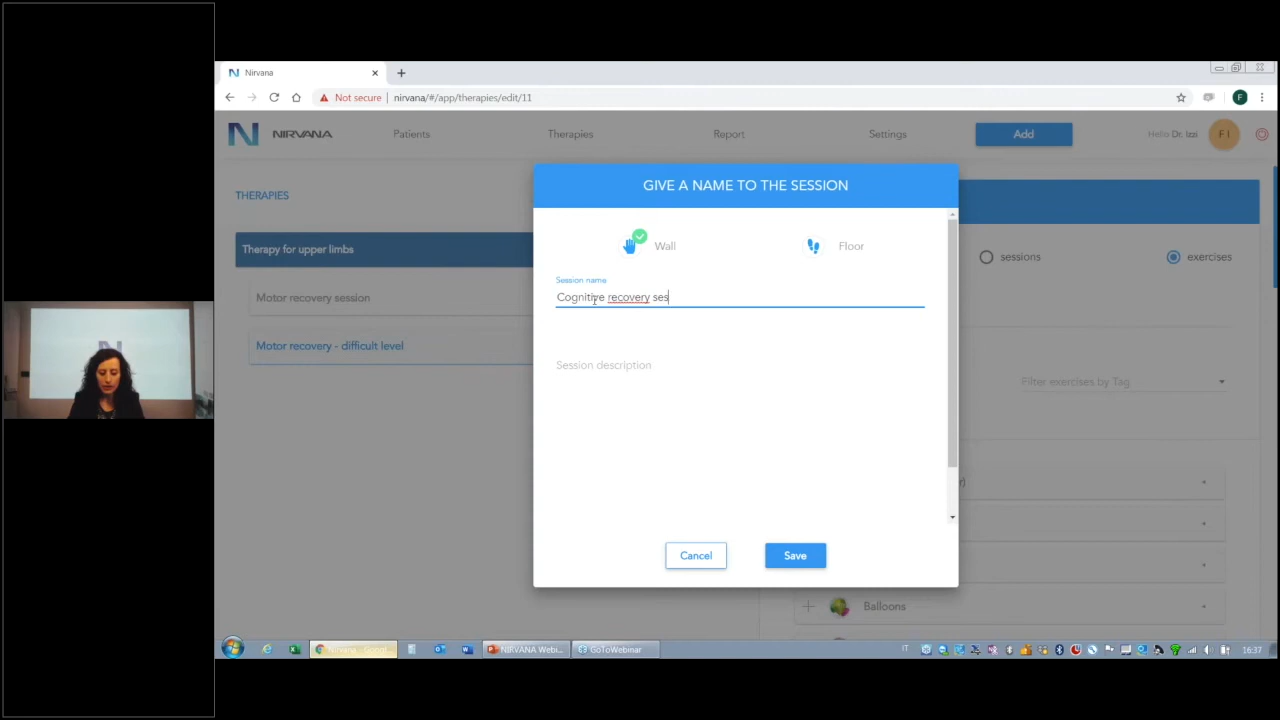 Nirvana
Not secure nirvana/#/app/therapies/edit/11
F
N NIRVANA Patients Therapies Report Settings Add Hello Dr. Izzi F I
THERAPIES
Therapy for upper limbs
Motor recovery session
Motor recovery - difficult level
GIVE A NAME TO THE SESSION
Wall Floor
Session name
Cognitive recovery ses
Session description
Cancel Save
sessions exercises
Filter exercises by Tag
Balloons
Nirvana - Googl...
NIRVANA Webi...
GoToWebinar
IT 16:37